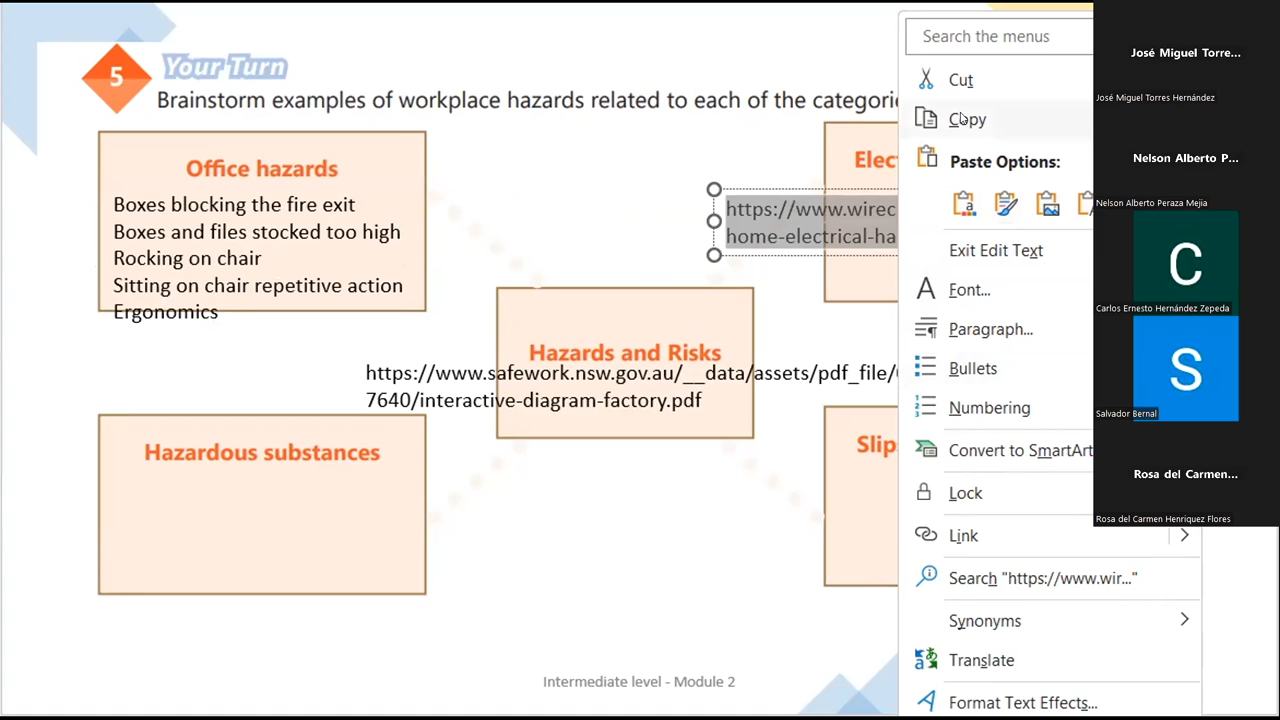 5
Your Turn
Brainstorm examples of workplace hazards related to each of the categori
Office hazards
Boxes blocking the fire exit
Boxes and files stocked too high
Rocking on chair
Sitting on chair repetitive action
Ergonomics
Elec
https://www.wirec
home-electrical-ha
Hazards and Risks
https://www.safework.nsw.gov.au/__data/assets/pdf_file/
7640/interactive-diagram-factory.pdf
Hazardous substances
Slip
Intermediate level - Module 2
Search the menus
Cut
Copy
Paste Options:
Exit Edit Text
Font...
Paragraph...
Bullets
Numbering
Convert to SmartArt
Lock
Link
Search "https://www.wir..."
Synonyms
Translate
Format Text Effects...
José Miguel Torre...
José Miguel Torres Hernández
Nelson Alberto P...
Nelson Alberto Peraza Mejia
C
Carlos Ernesto Hernández Zepeda
S
Salvador Bernal
Rosa del Carmen...
Rosa del Carmen Henriquez Flores